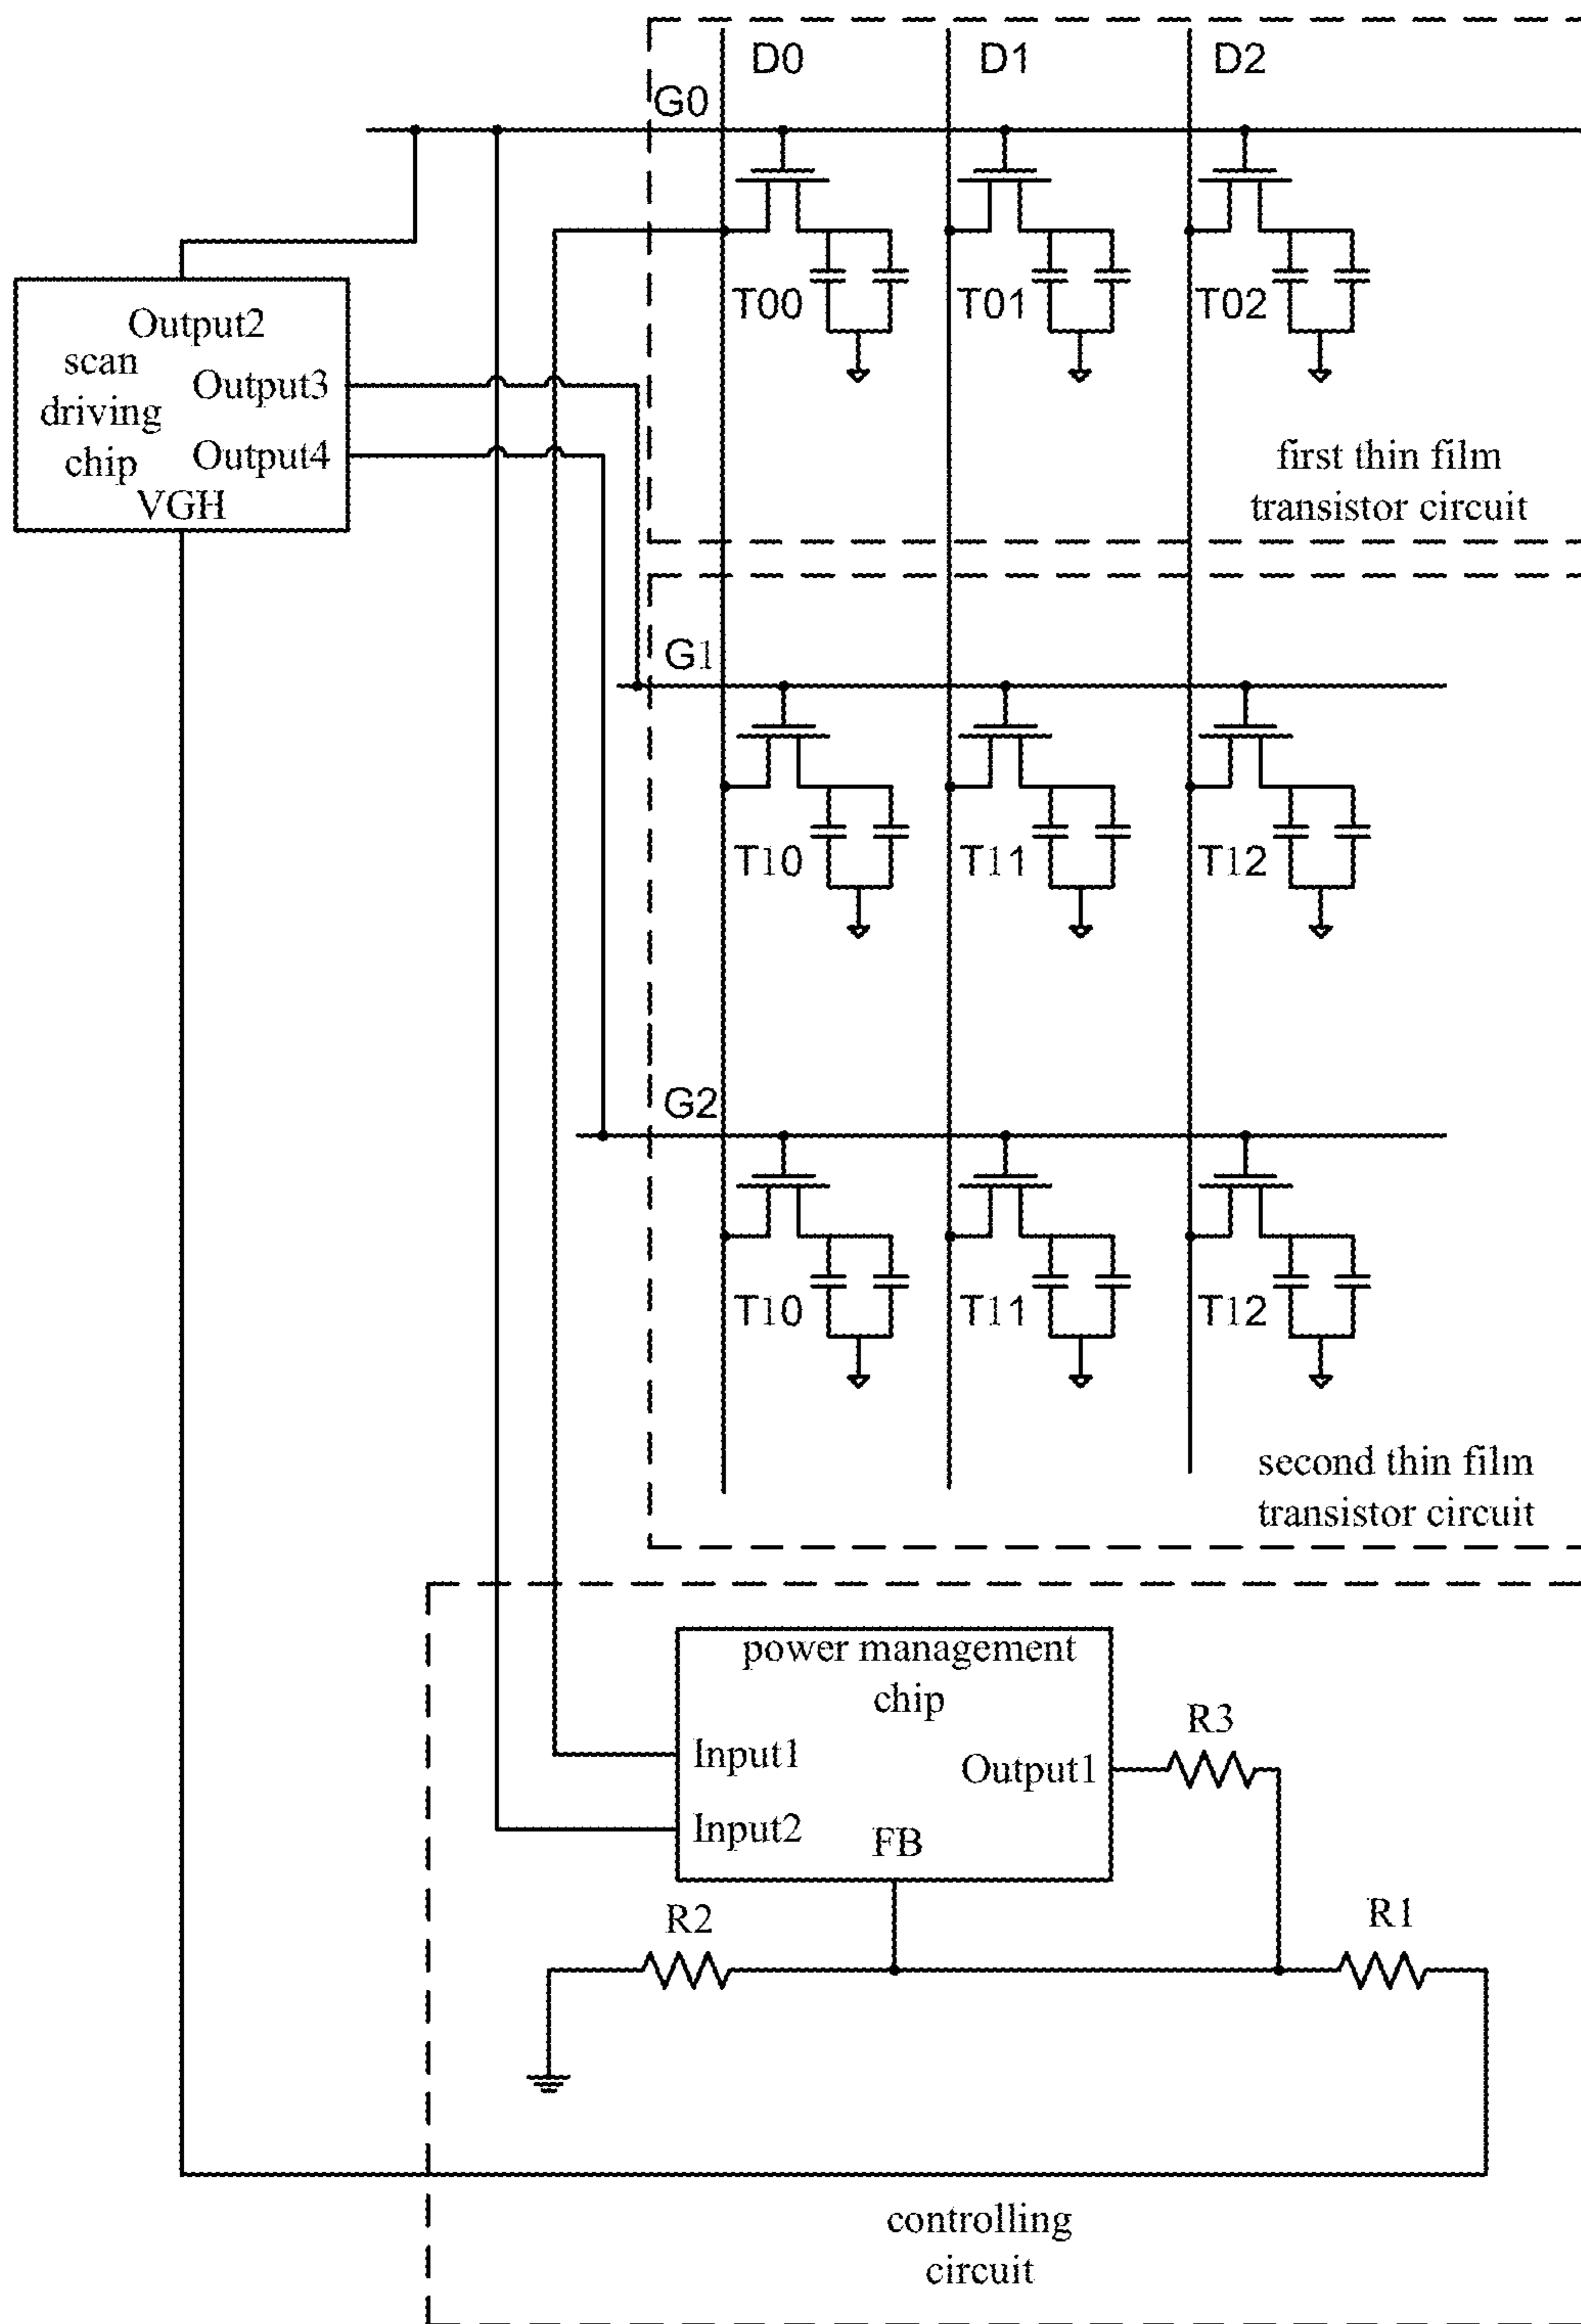 D0
D1
D2
G0
T00
T01
T02
Output2
scan
driving
chip
Output3
Output4
VGH
first thin film
transistor circuit
G1
T10
T11
T12
G2
T10
T11
T12
second thin film
transistor circuit
power management
chip
Input1
Input2
Output1
FB
R3
R2
R1
controlling
circuit